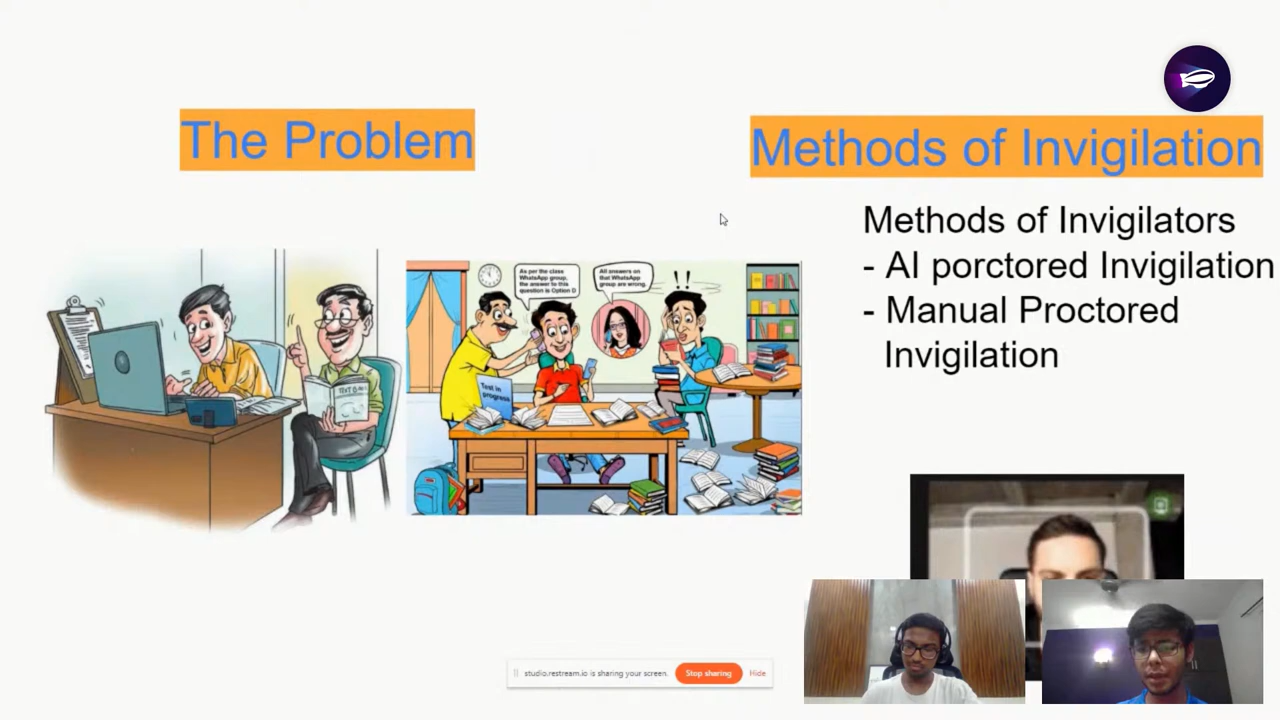 The Problem
Methods of Invigilation
Methods of Invigilators
- AI porctored Invigilation
- Manual Proctored
Invigilation
As per the class
WhatsApp group,
the answer to this
question is Option D
All answers on
that WhatsApp
group are wrong.
!!
Test in
progress
studio.restream.io is sharing your screen.
Stop sharing
Hide